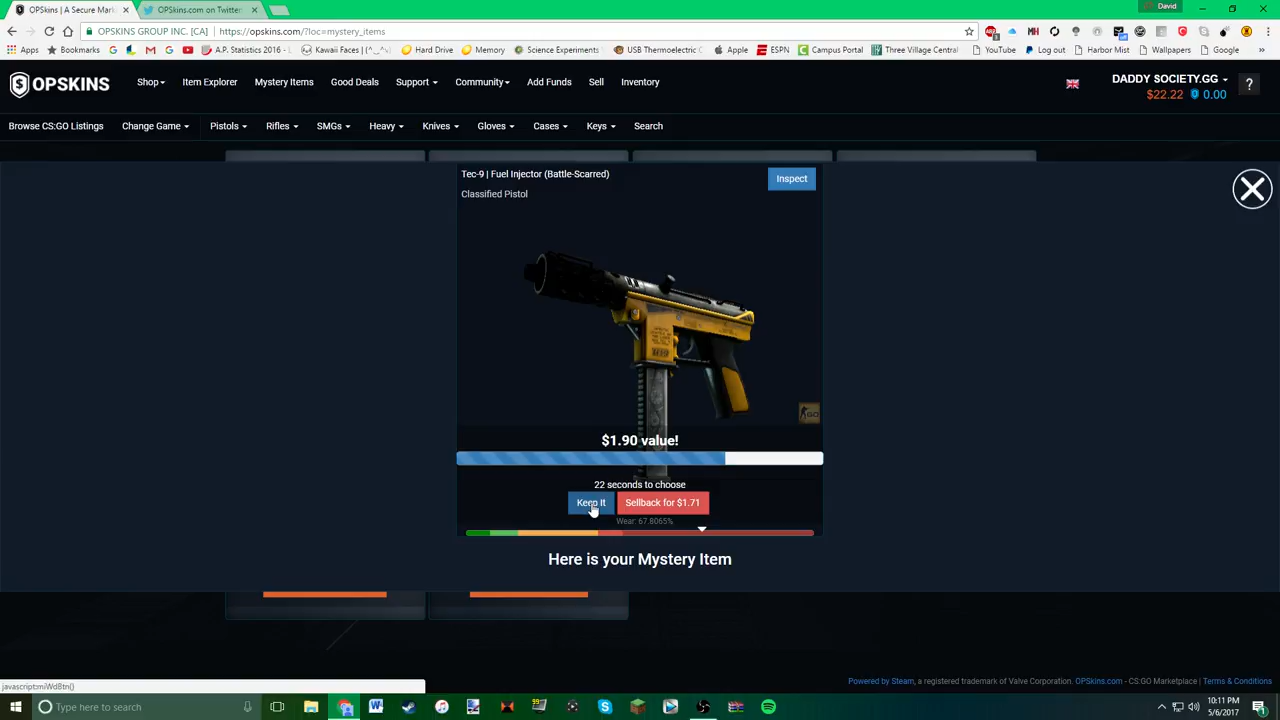 David
OPSkins | A Secure Mark
OPSkins.com on Twitter
OPSKINS GROUP INC. [CA]
https://opskins.com/?loc=mystery_items
Apps
Bookmarks
A.P. Statistics 2016 -
Kawaii Faces | (^_^)
Hard Drive
Memory
Science Experiments
USB Thermoelectric
Apple
ESPN
Campus Portal
Three Village Central
YouTube
Log out
Harbor Mist
Wallpapers
Google
OPSKINS
Shop
Item Explorer
Mystery Items
Good Deals
Support
Community
Add Funds
Sell
Inventory
DADDY SOCIETY.GG
$22.22 0.00
?
Browse CS:GO Listings
Change Game
Pistols
Rifles
SMGs
Heavy
Knives
Gloves
Cases
Keys
Search
Tec-9 | Fuel Injector (Battle-Scarred)
Inspect
Classified Pistol
GO
$1.90 value!
22 seconds to choose
Keep It
Sellback for $1.71
Wear: 67.8065%
Here is your Mystery Item
Powered by Steam, a registered trademark of Valve Corporation. OPSkins.com - CS:GO Marketplace | Terms & Conditions
javascript:miWdBtn()
Type here to search
10:11 PM
5/6/2017